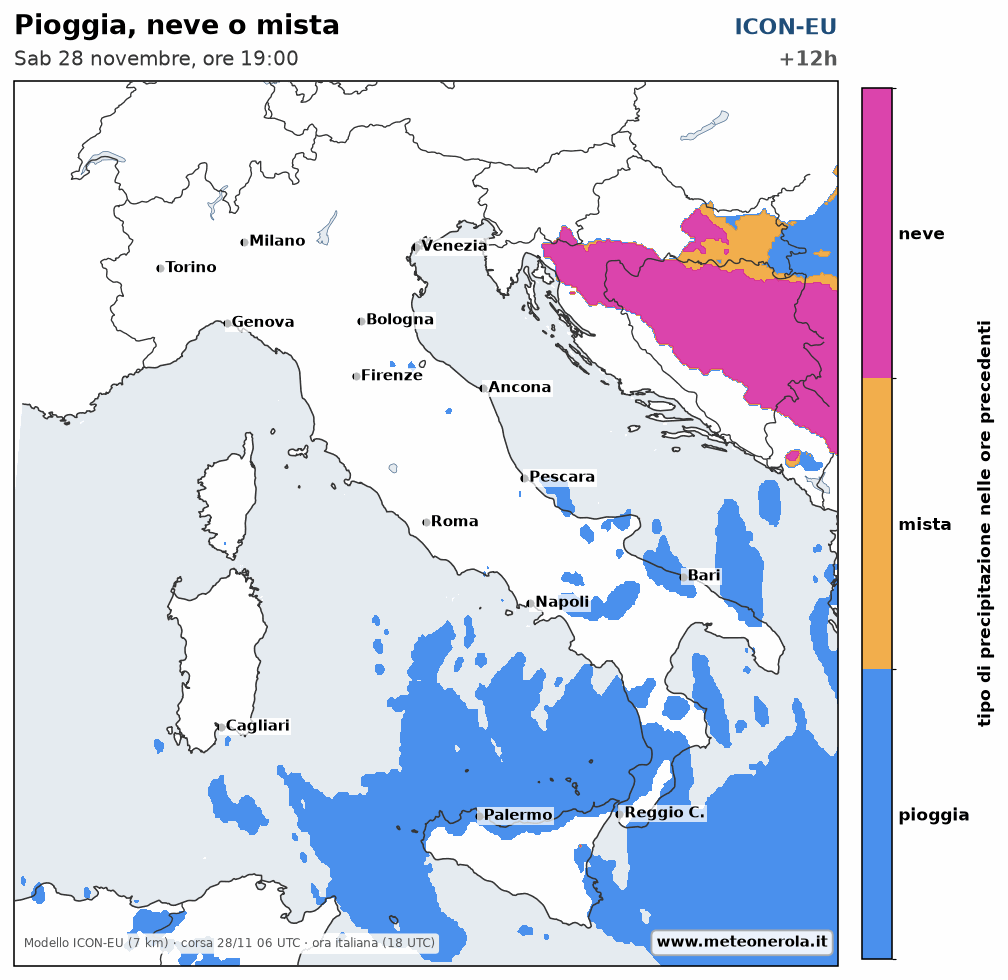 Pioggia, neve o mista
ICON-EU
Sab 28 novembre, ore 19:00
+12h
Milano
Venezia
Torino
Genova
Bologna
Firenze
Ancona
Pescara
Roma
Bari
Napoli
Cagliari
Palermo
Reggio C.
neve
mista
pioggia
tipo di precipitazione nelle ore precedenti
Modello ICON-EU (7 km) · corsa 28/11 06 UTC · ora italiana (18 UTC)
www.meteonerola.it